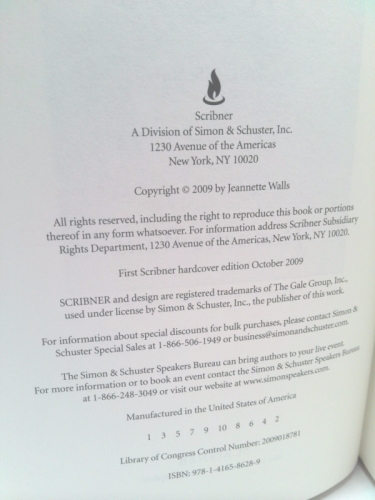 Scribner
A Division of Simon & Schuster, Inc.
1230 Avenue of the Americas
New York, NY 10020
Copyright © 2009 by Jeannette Walls
All rights reserved, including the right to reproduce this book or portions
thereof in any form whatsoever. For information address Scribner Subsidiary
Rights Department, 1230 Avenue of the Americas, New York, NY 10020.
First Scribner hardcover edition October 2009
SCRIBNER and design are registered trademarks of The Gale Group, Inc.,
used under license by Simon & Schuster, Inc., the publisher of this work.
For information about special discounts for bulk purchases, please contact Simon &
Schuster Special Sales at 1-866-506-1949 or business@simonandschuster.com.
The Simon & Schuster Speakers Bureau can bring authors to your live event.
For more information or to book an event contact the Simon & Schuster Speakers Bureau
at 1-866-248-3049 or visit our website at www.simonspeakers.com.
Manufactured in the United States of America
1 3 5 7 9 10 8 6 4 2
Library of Congress Control Number: 2009018781
ISBN: 978-1-4165-8628-9